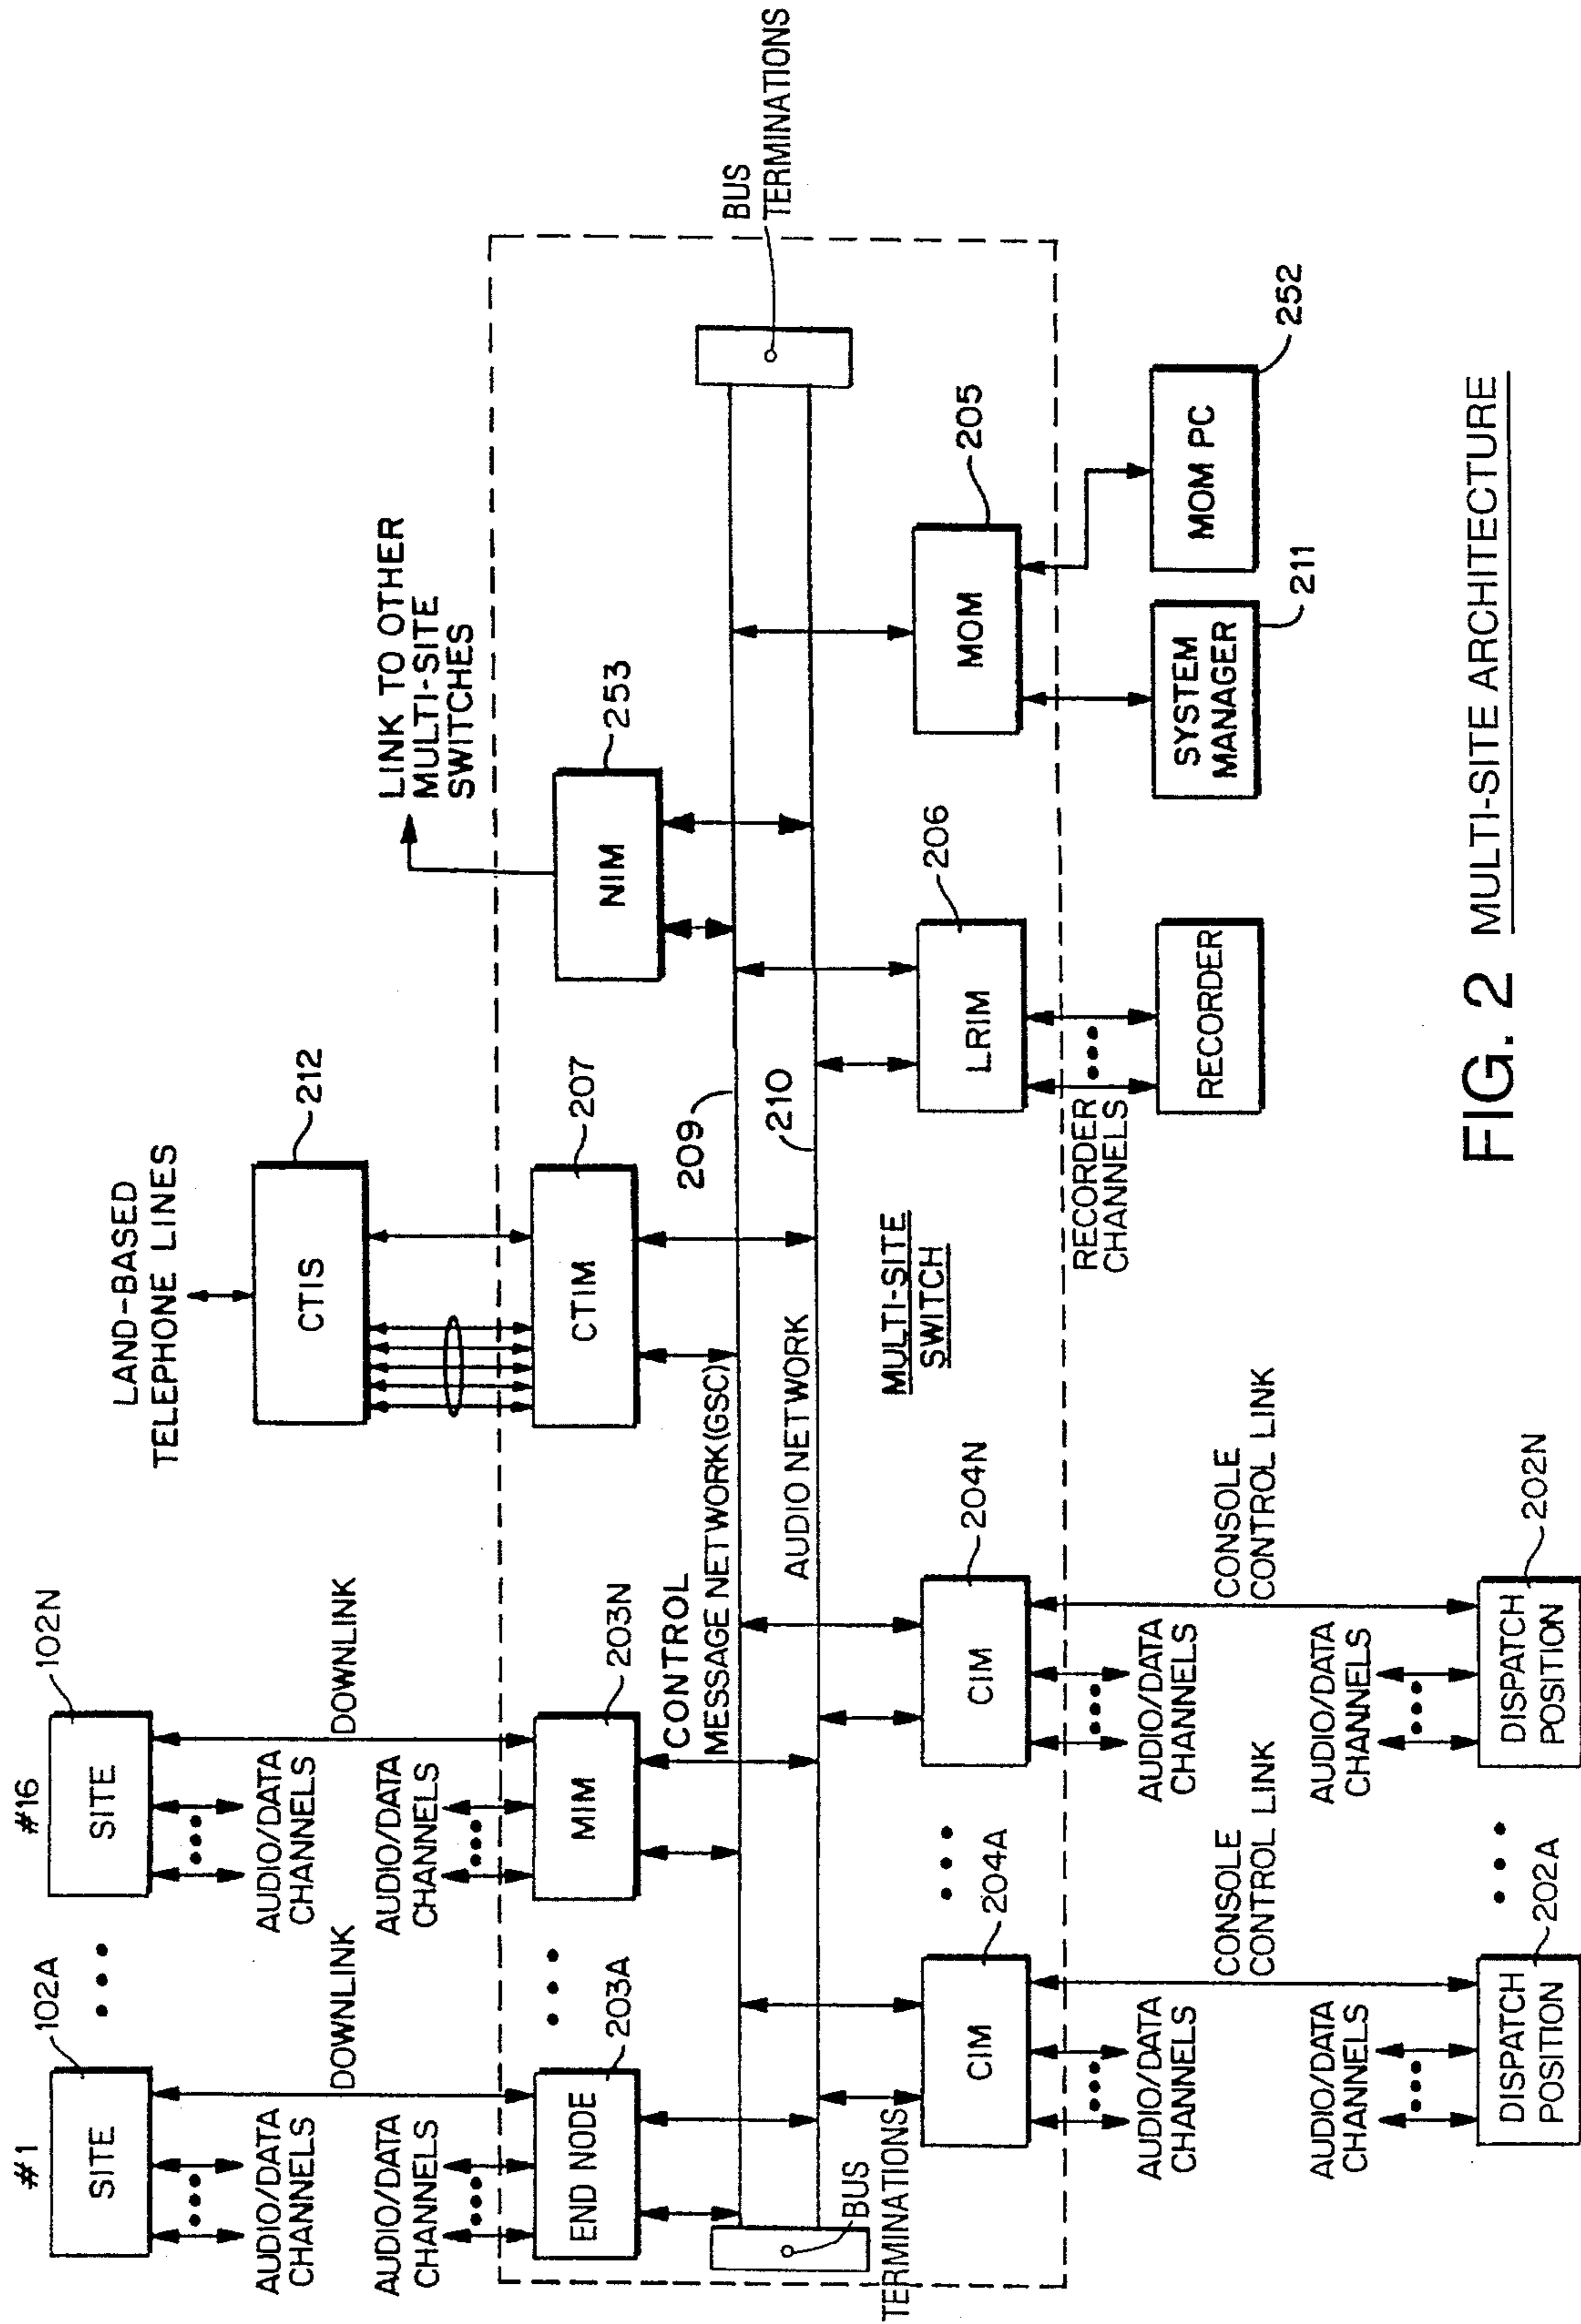 #1
102A
SITE
DOWNLINK
AUDIO/DATA
CHANNELS
AUDIO/DATA
CHANNELS
END NODE
203A
#16
102N
SITE
DOWNLINK
AUDIO/DATA
CHANNELS
AUDIO/DATA
CHANNELS
MIM
203N
LAND-BASED
TELEPHONE LINES
CTIS
212
CTIM
207
LINK TO OTHER
MULTI-SITE
SWITCHES
NIM
253
BUS
TERMINATIONS
CONTROL
MESSAGE NETWORK(GSC)
209
AUDIO NETWORK
210
MULTI-SITE
SWITCH
BUS
TERMINATIONS
CIM
204A
AUDIO/DATA
CHANNELS
CONSOLE
CONTROL LINK
AUDIO/DATA
CHANNELS
DISPATCH
POSITION
202A
CIM
204N
AUDIO/DATA
CHANNELS
CONSOLE
CONTROL LINK
AUDIO/DATA
CHANNELS
DISPATCH
POSITION
202N
LRIM
206
RECORDER
CHANNELS
RECORDER
MOM
205
SYSTEM
MANAGER
211
MOM PC
252
FIG. 2 MULTI-SITE ARCHITECTURE